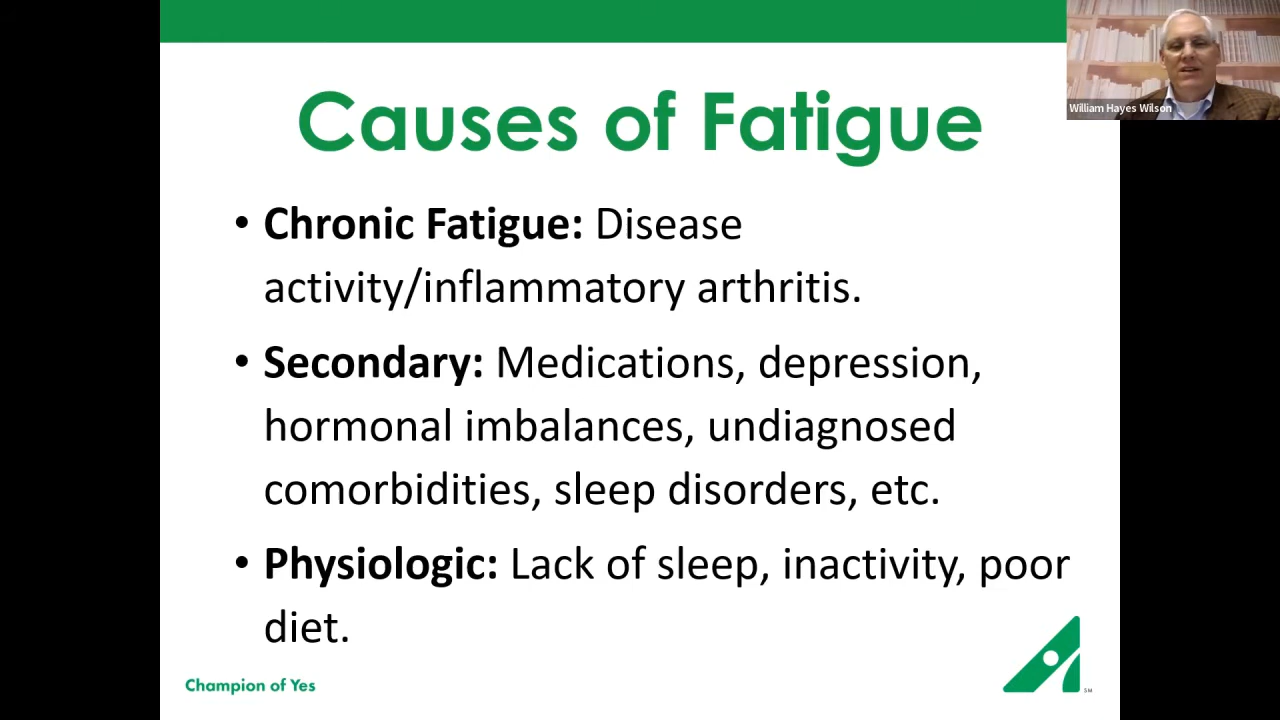 Causes of Fatigue
William Hayes Wilson
• Chronic Fatigue: Disease
activity/inflammatory arthritis.
• Secondary: Medications, depression,
hormonal imbalances, undiagnosed
comorbidities, sleep disorders, etc.
• Physiologic: Lack of sleep, inactivity, poor
diet.
Champion of Yes
SM